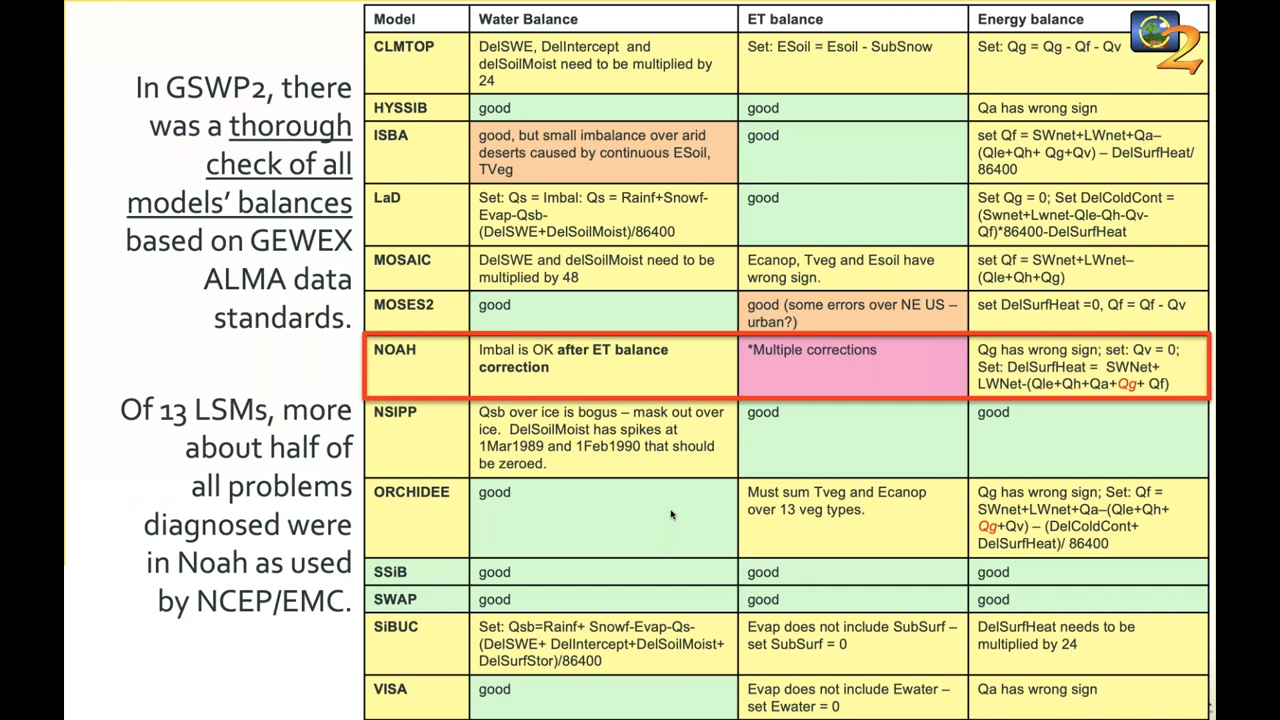 In GSWP2, there
was a thorough
check of all
models' balances
based on GEWEX
ALMA data
standards.
Of 13 LSMs, more
about half of
all problems
diagnosed were
in Noah as used
by NCEP/EMC.
Model
Water Balance
ET balance
Energy balance
2
CLMTOP
DelSWE, DelIntercept and
delSoilMoist need to be multiplied by
24
Set: ESoil = Esoil - SubSnow
Set: Qg = Qg - Qf - Qv
HYSSIB
good
good
Qa has wrong sign
ISBA
good, but small imbalance over arid
deserts caused by continuous ESoil,
TVeg
good
set Qf = SWnet+LWnet+Qa–
(Qle+Qh+ Qg+Qv) – DelSurfHeat/
86400
LaD
Set: Qs = Imbal: Qs = Rainf+Snowf-
Evap-Qsb-
(DelSWE+DelSoilMoist)/86400
good
Set Qg = 0; Set DelColdCont =
(Swnet+Lwnet-Qle-Qh-Qv-
Qf)*86400-DelSurfHeat
MOSAIC
DelSWE and delSoilMoist need to be
multiplied by 48
Ecanop, Tveg and Esoil have
wrong sign.
set Qf = SWnet+LWnet–
(Qle+Qh+Qg)
MOSES2
good
good (some errors over NE US –
urban?)
set DelSurfHeat =0, Qf = Qf - Qv
NOAH
Imbal is OK after ET balance
correction
*Multiple corrections
Qg has wrong sign; set: Qv = 0;
Set: DelSurfHeat = SWNet+
LWNet-(Qle+Qh+Qa+Qg+ Qf)
NSIPP
Qsb over ice is bogus – mask out over
ice. DelSoilMoist has spikes at
1Mar1989 and 1Feb1990 that should
be zeroed.
good
good
ORCHIDEE
good
Must sum Tveg and Ecanop
over 13 veg types.
Qg has wrong sign; Set: Qf =
SWnet+LWnet+Qa–(Qle+Qh+
Qg+Qv) – (DelColdCont+
DelSurfHeat)/ 86400
SSiB
good
good
good
SWAP
good
good
good
SiBUC
Set: Qsb=Rainf+ Snowf-Evap-Qs-
(DelSWE+ DelIntercept+DelSoilMoist+
DelSurfStor)/86400
Evap does not include SubSurf –
set SubSurf = 0
DelSurfHeat needs to be
multiplied by 24
VISA
good
Evap does not include Ewater –
set Ewater = 0
Qa has wrong sign